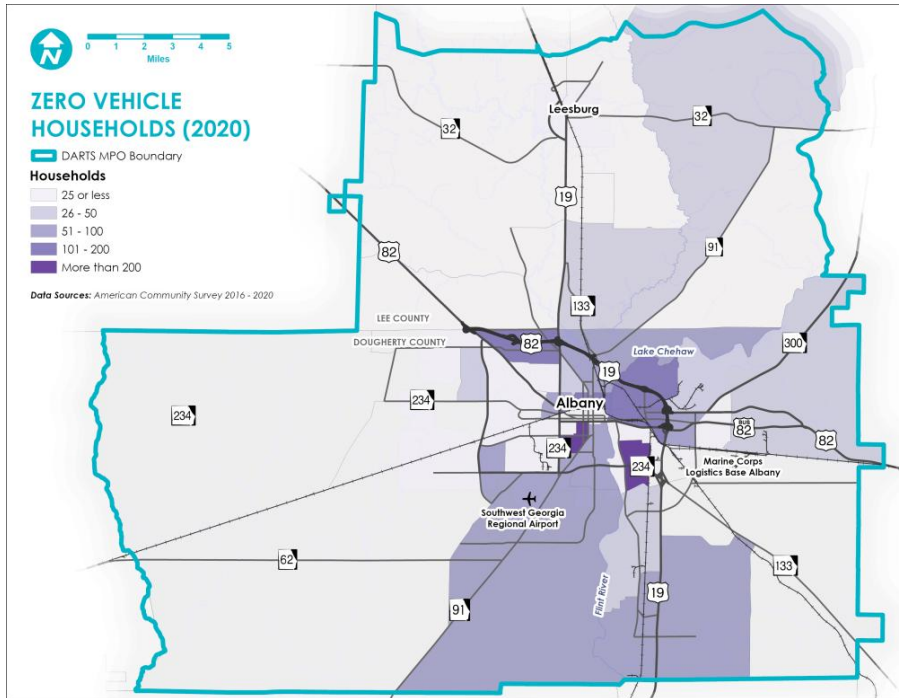 N
0 1 2 3 4 5
Miles
ZERO VEHICLE
HOUSEHOLDS (2020)
DARTS MPO Boundary
Households
25 or less
26 - 50
51 - 100
101 - 200
More than 200
Data Sources: American Community Survey 2016 - 2020
Leesburg
32
32
19
82
91
133
LEE COUNTY
DOUGHERTY COUNTY
82
Lake Chehaw
300
19
234
234
Albany
BUS
82
82
234
234
Marine Corps
Logistics Base Albany
Southwest Georgia
Regional Airport
62
133
91
Flint River
19